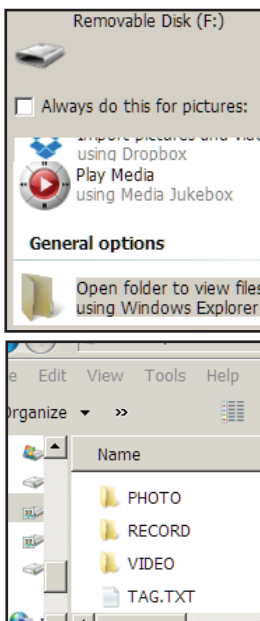 Removable Disk (F:)
Always do this for pictures:
using Dropbox
Play Media
using Media Jukebox
General options
Open folder to view files
using Windows Explorer
Edit View Tools Help
»
Name
PHOTO
RECORD
VIDEO
TAG.TXT